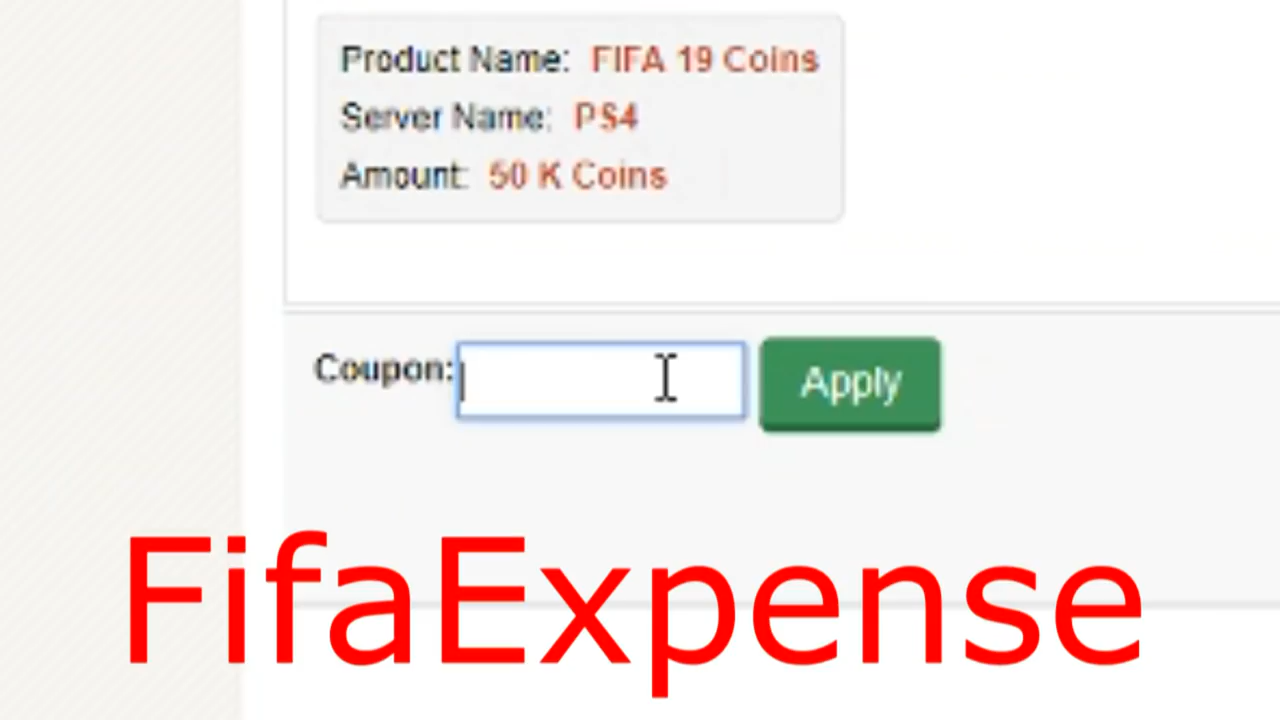 Product Name: FIFA 19 Coins
Server Name: PS4
Amount: 50 K Coins
Coupon: Apply
FifaExpense